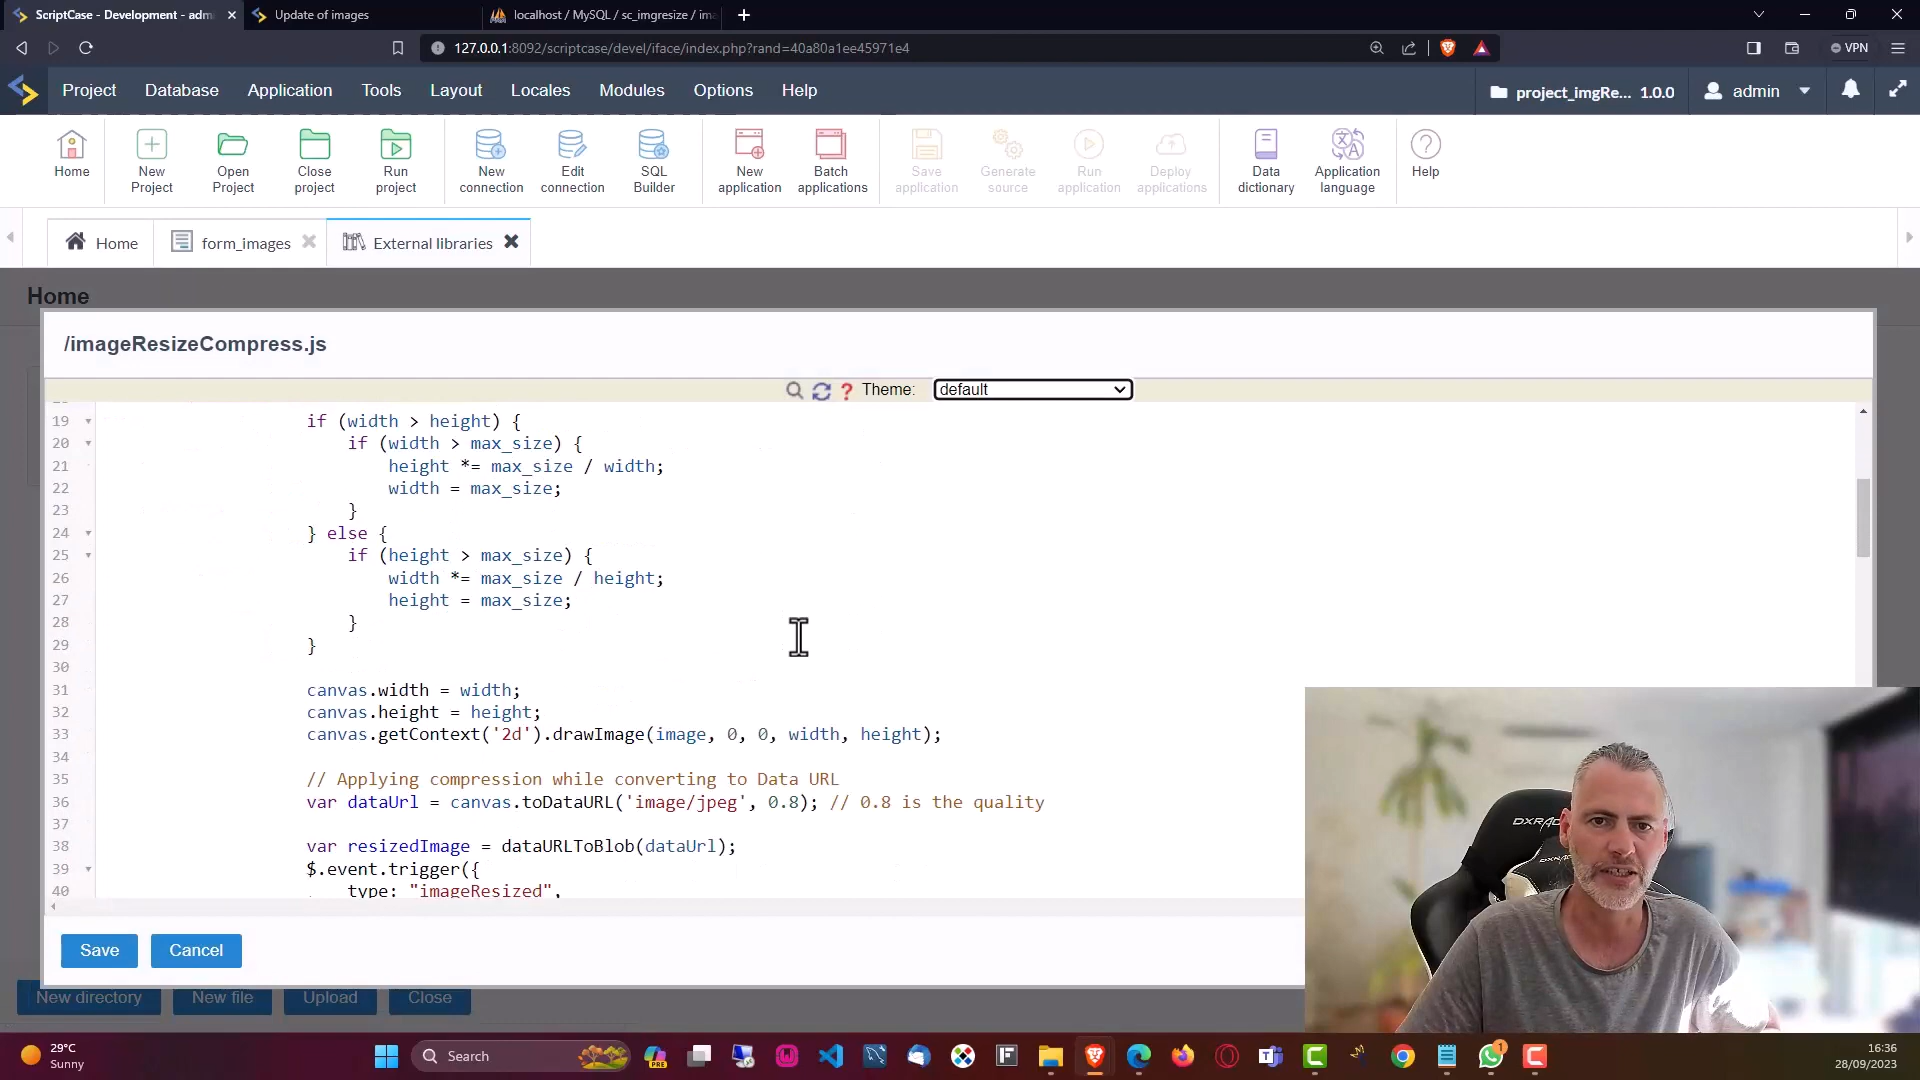 ScriptCase - Development - adm
Update of images
localhost / MySQL / sc_imgresize / im
127.0.0.1:8092/scriptcase/devel/iface/index.php?rand=40a80a1ee45971e4
VPN
Project Database Application Tools Layout Locales Modules Options Help
project_imgRe... 1.0.0
admin
Home
New Project
Open Project
Close project
Run project
New connection
Edit connection
SQL Builder
New application
Batch applications
Save application
Generate source
Run application
Deploy applications
Data dictionary
Application language
Help
Home
form_images
External libraries
Home
/imageResizeCompress.js
Theme: default
19 if (width > height) {
20 if (width > max_size) {
21 height *= max_size / width;
22 width = max_size;
23 }
24 } else {
25 if (height > max_size) {
26 width *= max_size / height;
27 height = max_size;
28 }
29 }
30
31 canvas.width = width;
32 canvas.height = height;
33 canvas.getContext('2d').drawImage(image, 0, 0, width, height);
34
35 // Applying compression while converting to Data URL
36 var dataUrl = canvas.toDataURL('image/jpeg', 0.8); // 0.8 is the quality
37
38 var resizedImage = dataURLToBlob(dataUrl);
39 $.event.trigger({
40 type: "imageResized",
Save Cancel
New directory New file Upload Close
29°C
Sunny
Search
16:36
28/09/2023